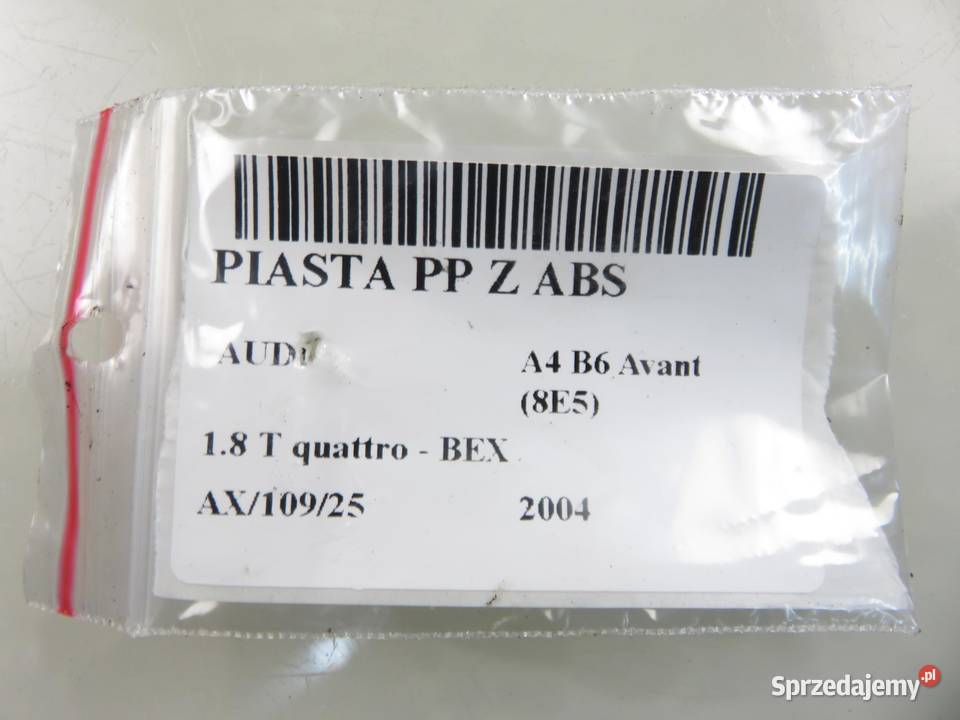 PIASTA PP Z ABS
AUDI
A4 B6 Avant
(8E5)
1.8 T quattro - BEX
AX/109/25
2004
Sprzedajemy.pl